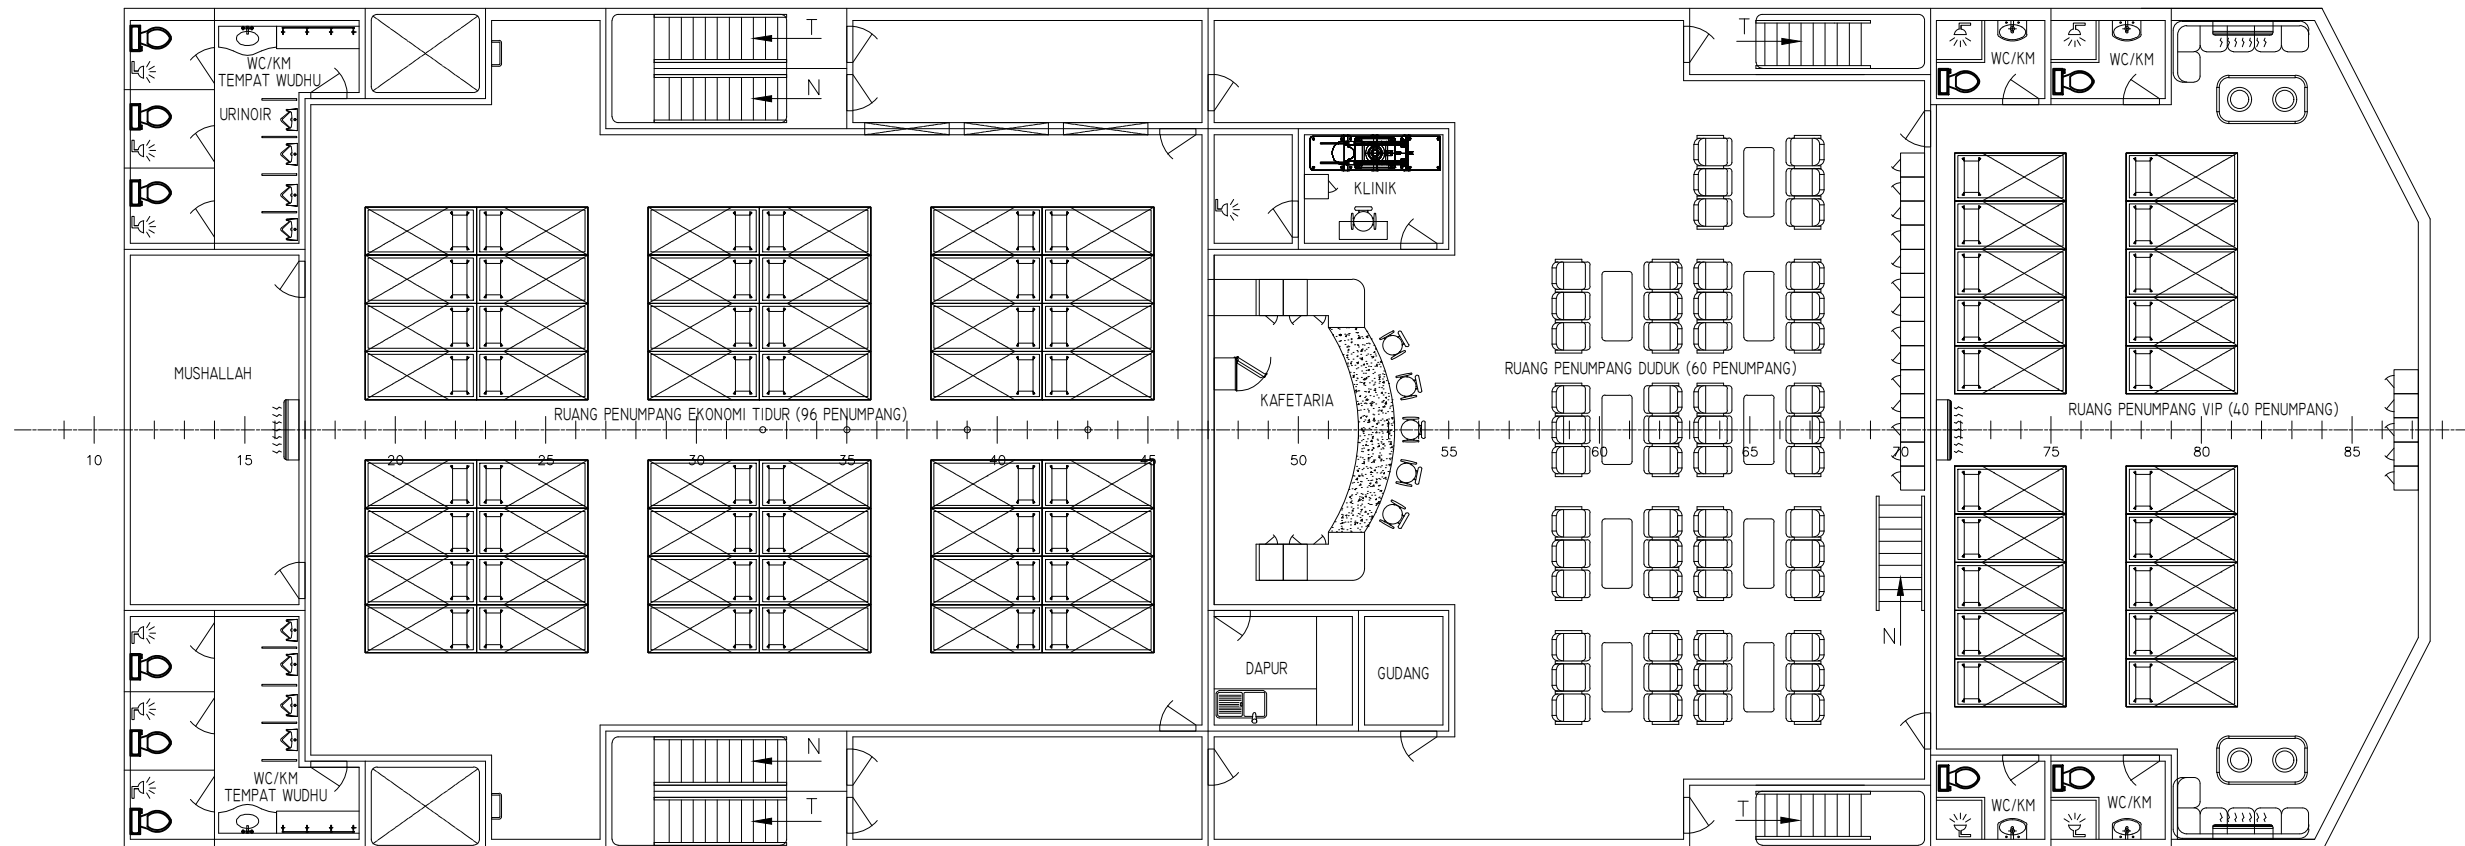 T
T
WC/KM
WC/KM
WC/KM
TEMPAT WUDHU
N
URINOIR
KLINIK
MUSHALLAH
RUANG PENUMPANG DUDUK (60 PENUMPANG)
KAFETARIA
RUANG PENUMPANG EKONOMI TIDUR (96 PENUMPANG)
RUANG PENUMPANG VIP (40 PENUMPANG)
10 15 20 25 30 35 40 45 50 55 60 65 70 75 80 85
N
DAPUR
GUDANG
N
WC/KM
TEMPAT WUDHU
T
T
WC/KM
WC/KM